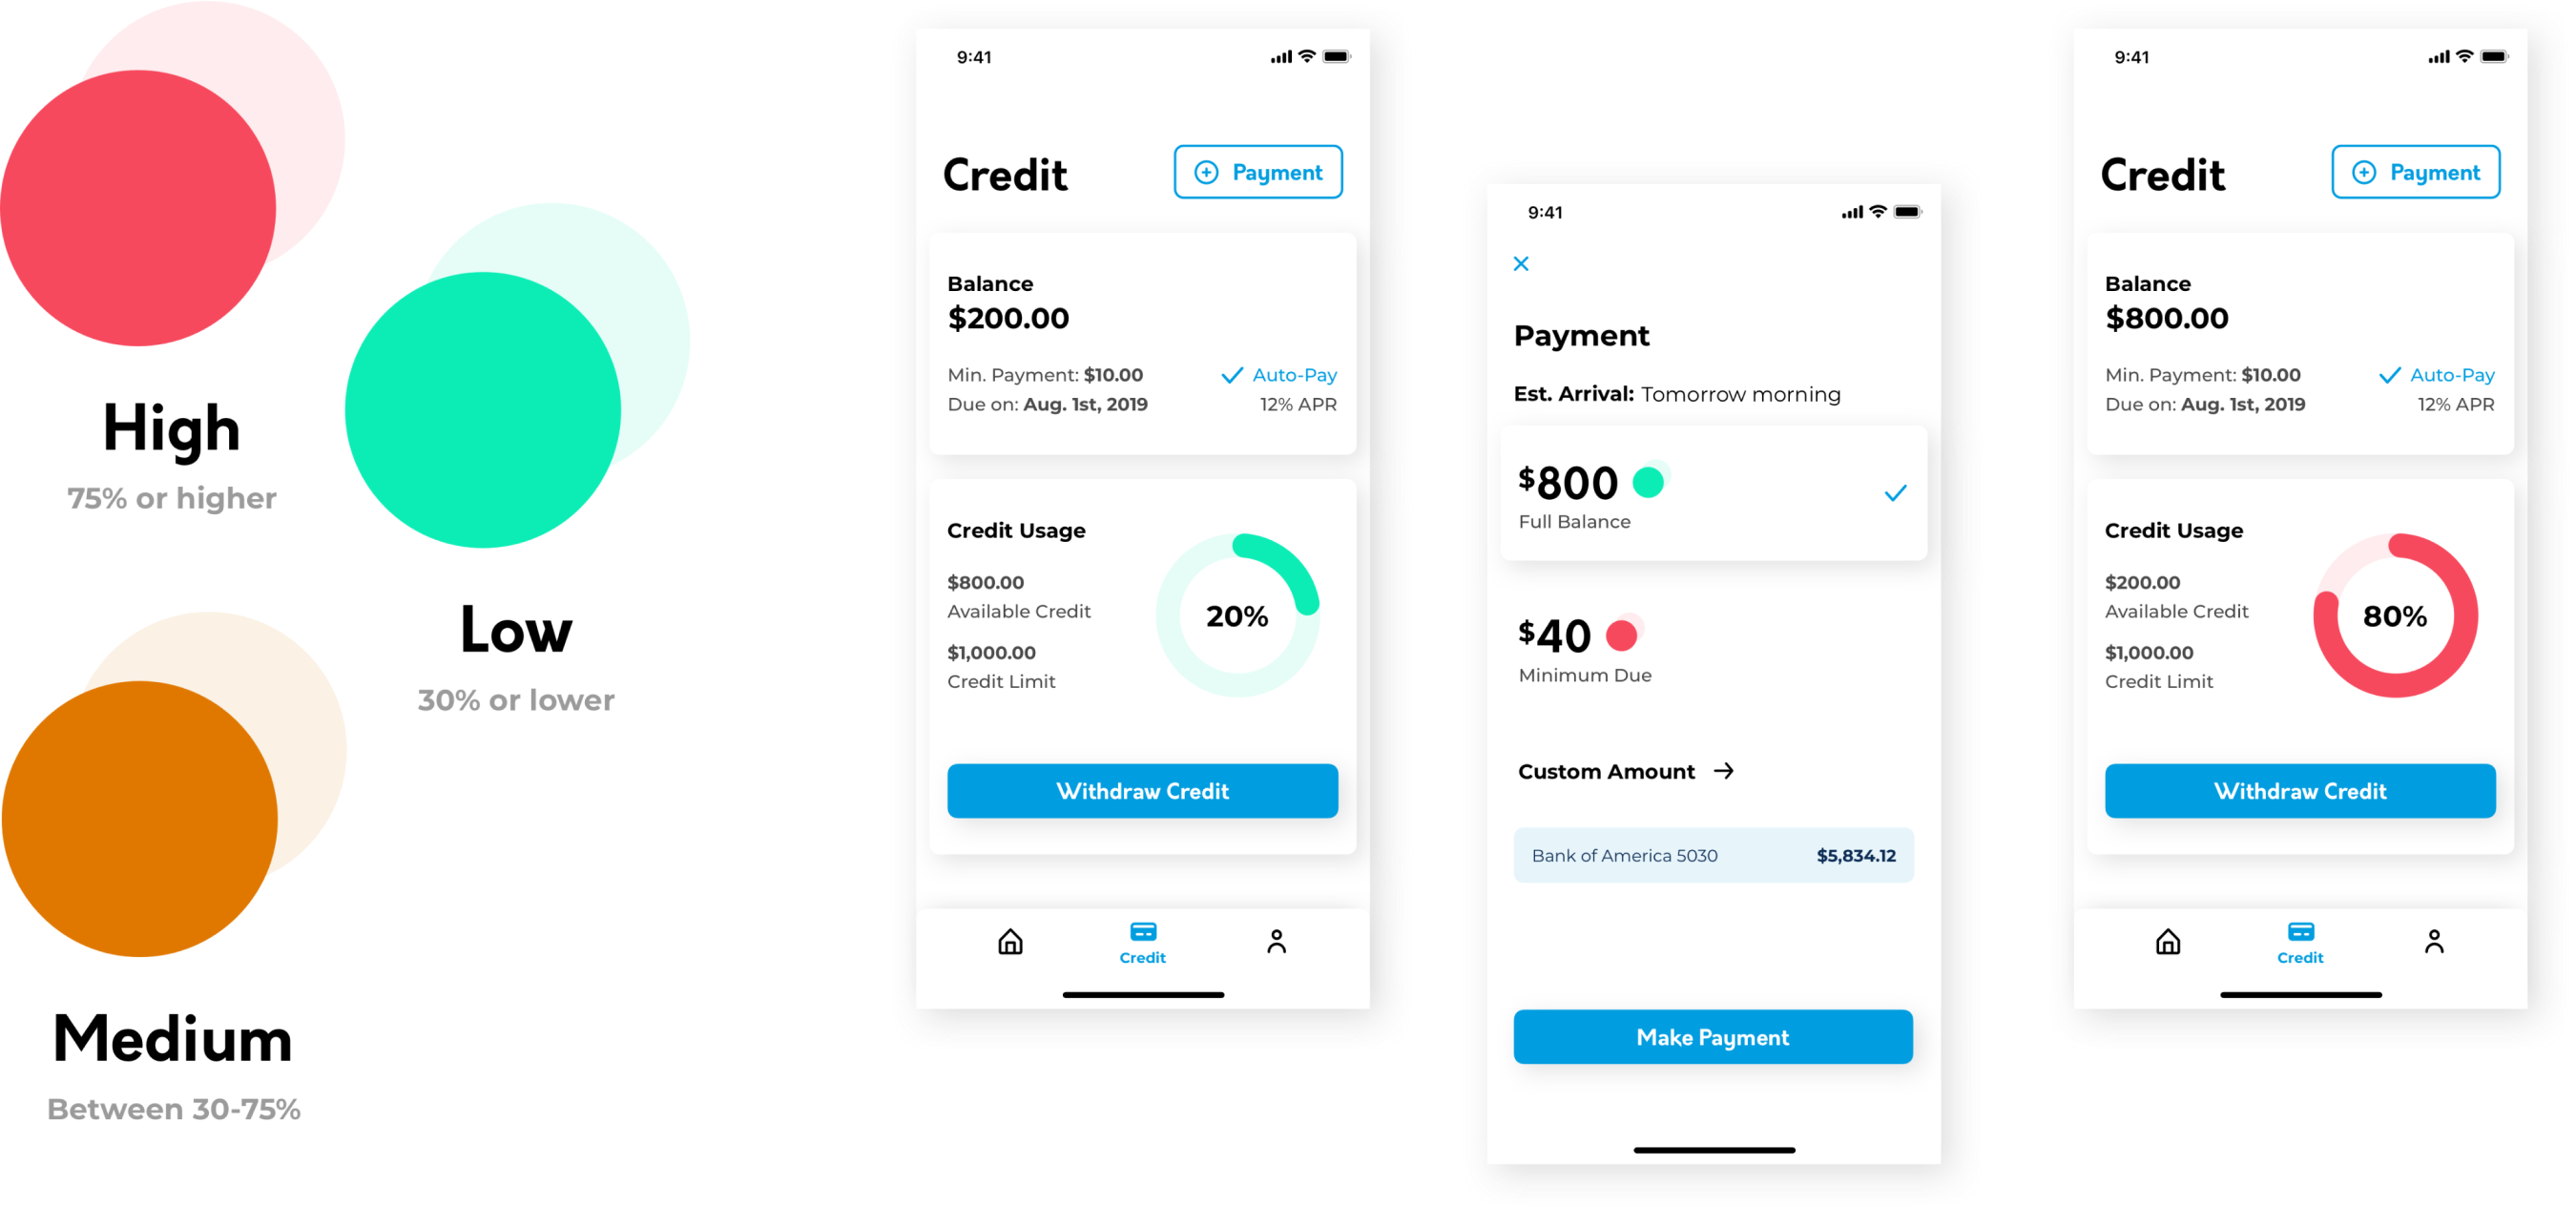 High
75% or higher
Low
30% or lower
Medium
Between 30-75%
9:41
Credit
Payment
Balance
$200.00
Min. Payment: $10.00
Auto-Pay
Due on: Aug. 1st, 2019
12% APR
Credit Usage
$800.00
Available Credit
20%
$1,000.00
Credit Limit
Withdraw Credit
Credit
9:41
Payment
Est. Arrival: Tomorrow morning
$800
Full Balance
$40
Minimum Due
Custom Amount
Bank of America 5030
$5,834.12
Make Payment
9:41
Credit
Payment
Balance
$800.00
Min. Payment: $10.00
Auto-Pay
Due on: Aug. 1st, 2019
12% APR
Credit Usage
$200.00
Available Credit
80%
$1,000.00
Credit Limit
Withdraw Credit
Credit